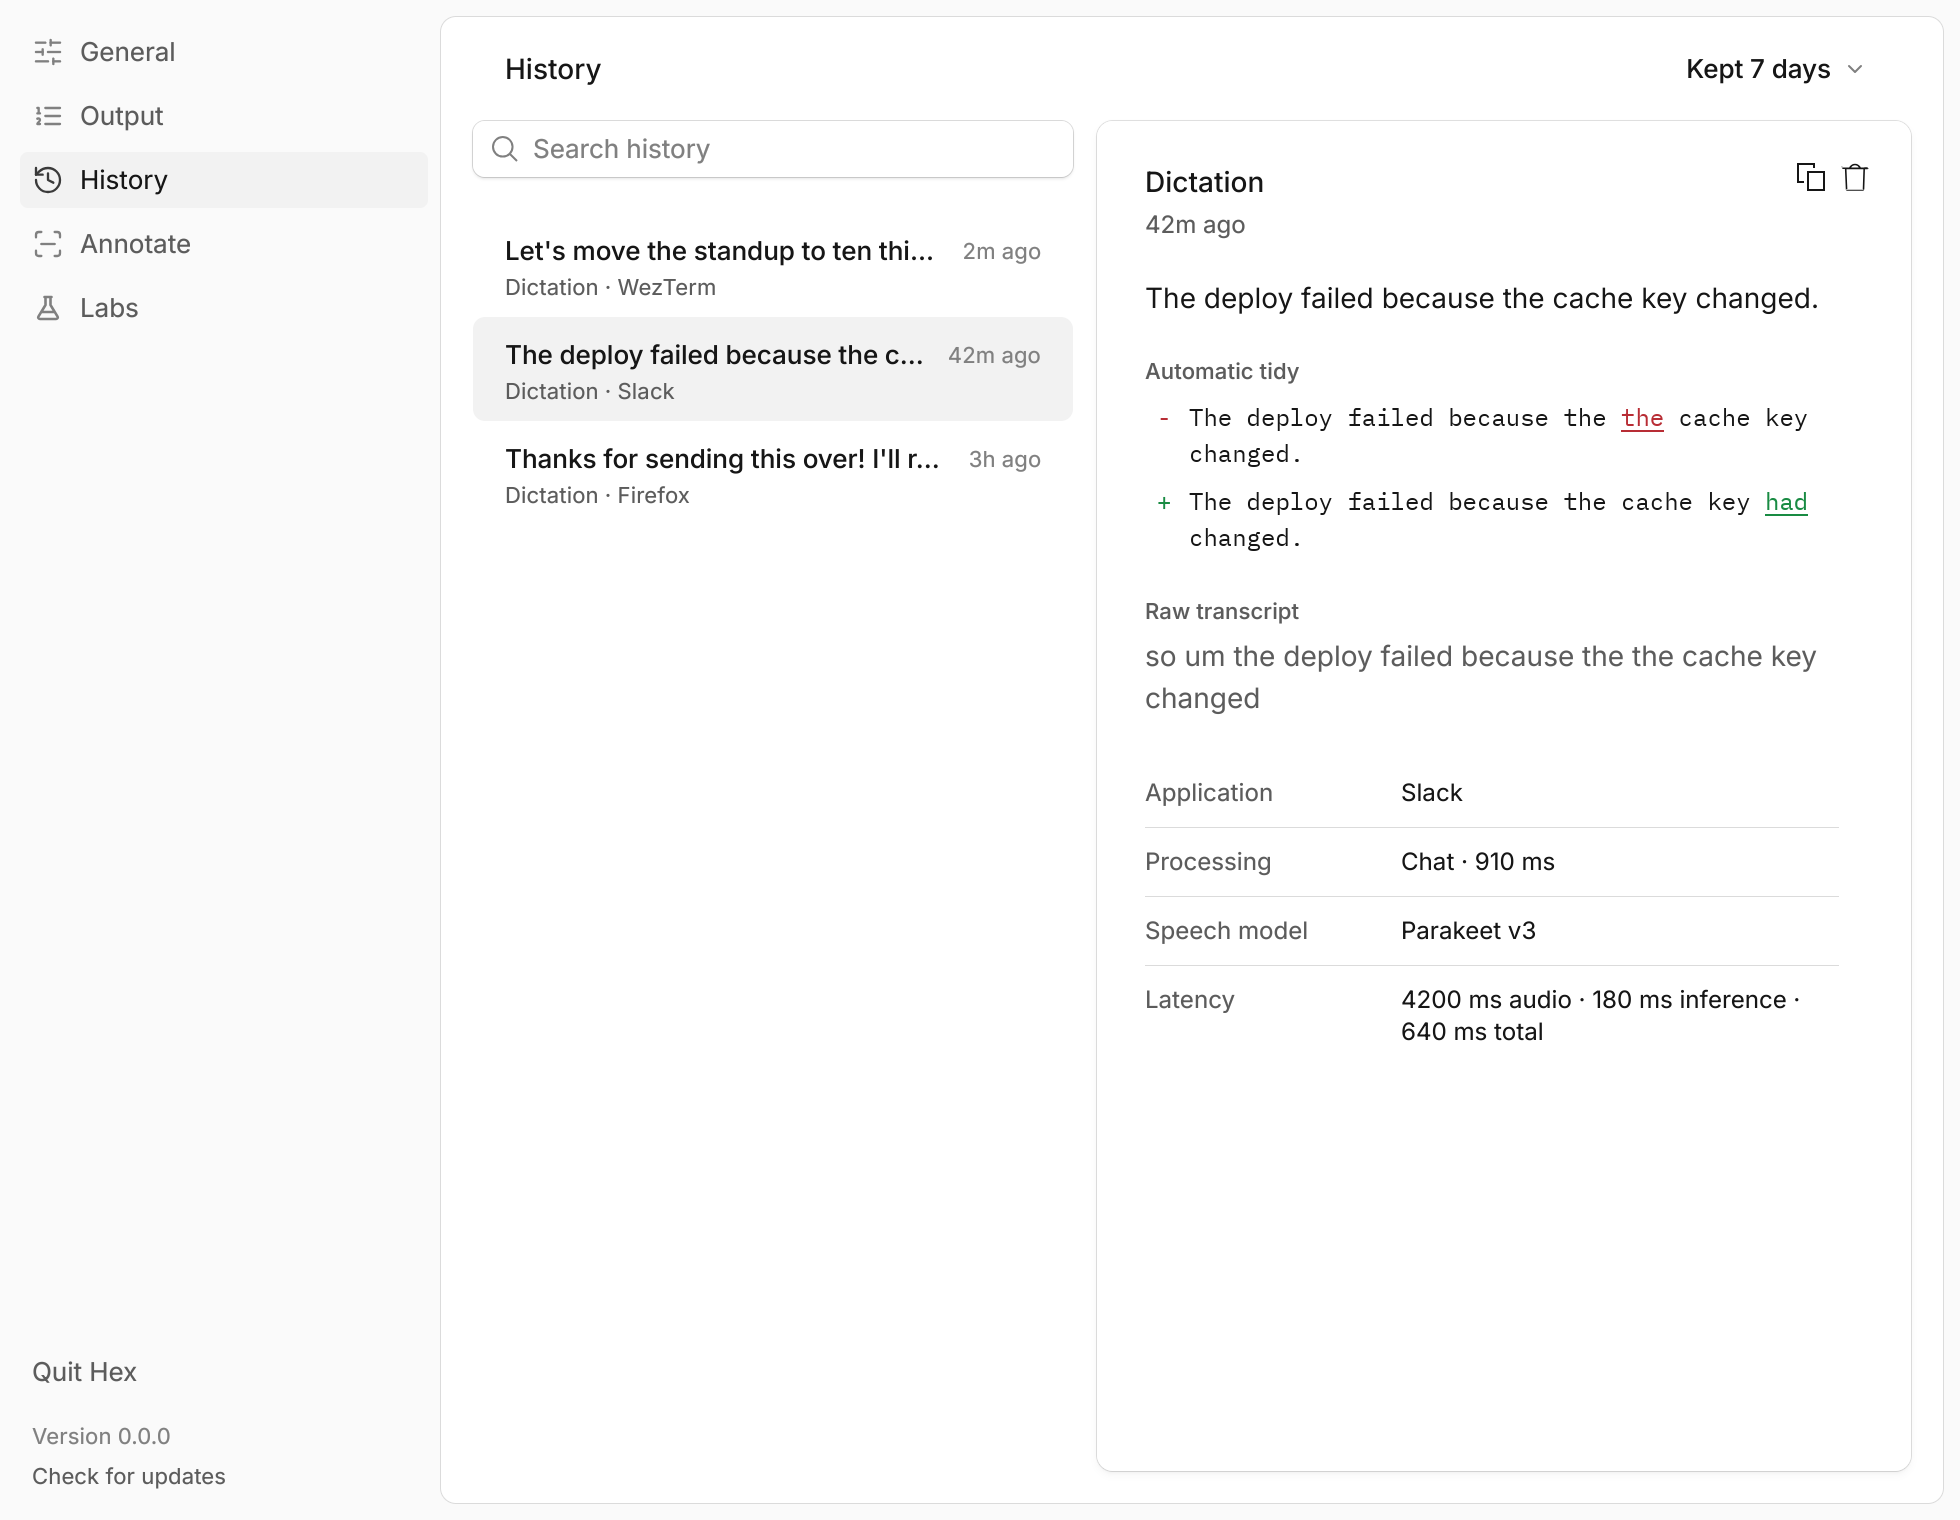 General
Output
History
Annotate
Labs
Quit Hex
Version 0.0.0
Check for updates
History
Kept 7 days
Search history
Let's move the standup to ten thi... 2m ago
Dictation · WezTerm
The deploy failed because the c... 42m ago
Dictation · Slack
Thanks for sending this over! I'll r... 3h ago
Dictation · Firefox
Dictation
42m ago
The deploy failed because the cache key changed.
Automatic tidy
- The deploy failed because the the cache key
changed.
+ The deploy failed because the cache key had
changed.
Raw transcript
so um the deploy failed because the the cache key
changed
Application Slack
Processing Chat · 910 ms
Speech model Parakeet v3
Latency 4200 ms audio · 180 ms inference ·
640 ms total